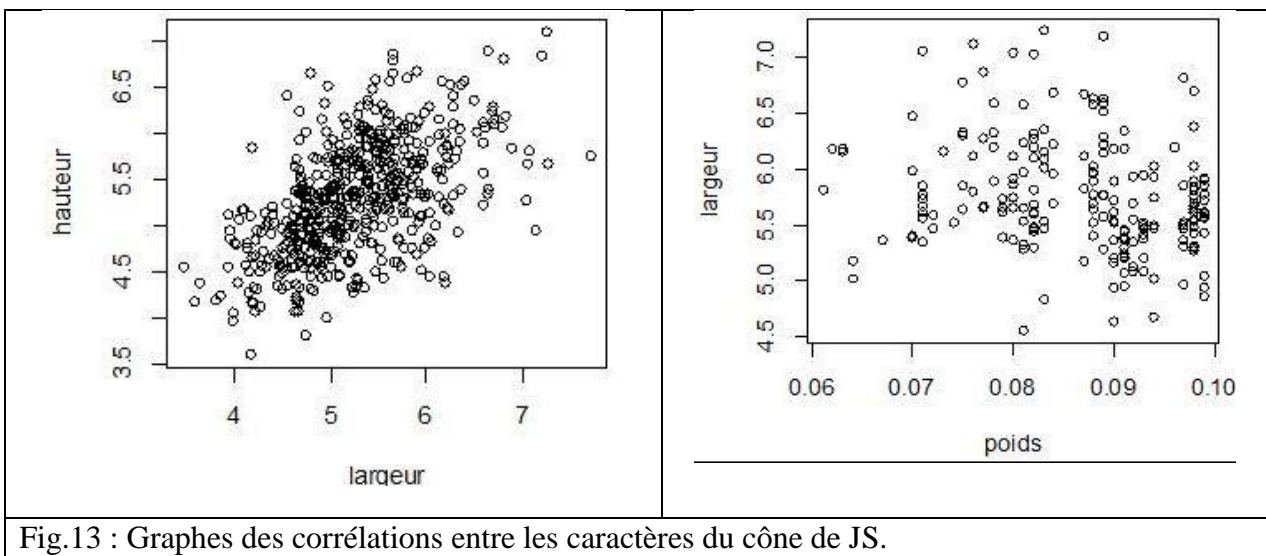 hauteur
6.5
5.5
4.5
3.5
4 5 6 7
largeur
largeur
7.0
6.5
6.0
5.5
5.0
4.5
0.06 0.07 0.08 0.09 0.10
poids
Fig.13 : Graphes des corrélations entre les caractères du cône de JS.